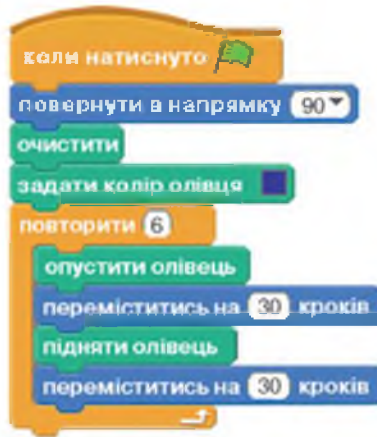 коли натиснуто
повернути в напрямку 90
очистити
задати колір олівця
повторити 6
опустити олівець
переміститись на 30 кроків
підняти олівець
переміститись на 30 кроків